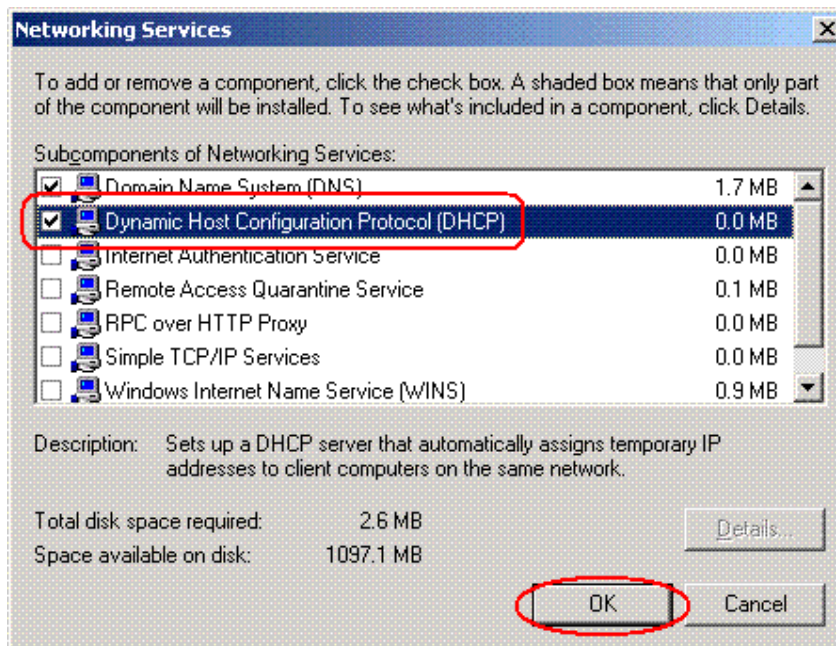 Networking Services
To add or remove a component, click the check box. A shaded box means that only part
of the component will be installed. To see what's included in a component, click Details.
Subcomponents of Networking Services:
Domain Name System (DNS) 1.7 MB
Dynamic Host Configuration Protocol (DHCP) 0.0 MB
Internet Authentication Service 0.0 MB
Remote Access Quarantine Service 0.1 MB
RPC over HTTP Proxy 0.0 MB
Simple TCP/IP Services 0.0 MB
Windows Internet Name Service (WINS) 0.9 MB
Description: Sets up a DHCP server that automatically assigns temporary IP
addresses to client computers on the same network.
Total disk space required: 2.6 MB
Details...
Space available on disk: 1097.1 MB
OK Cancel